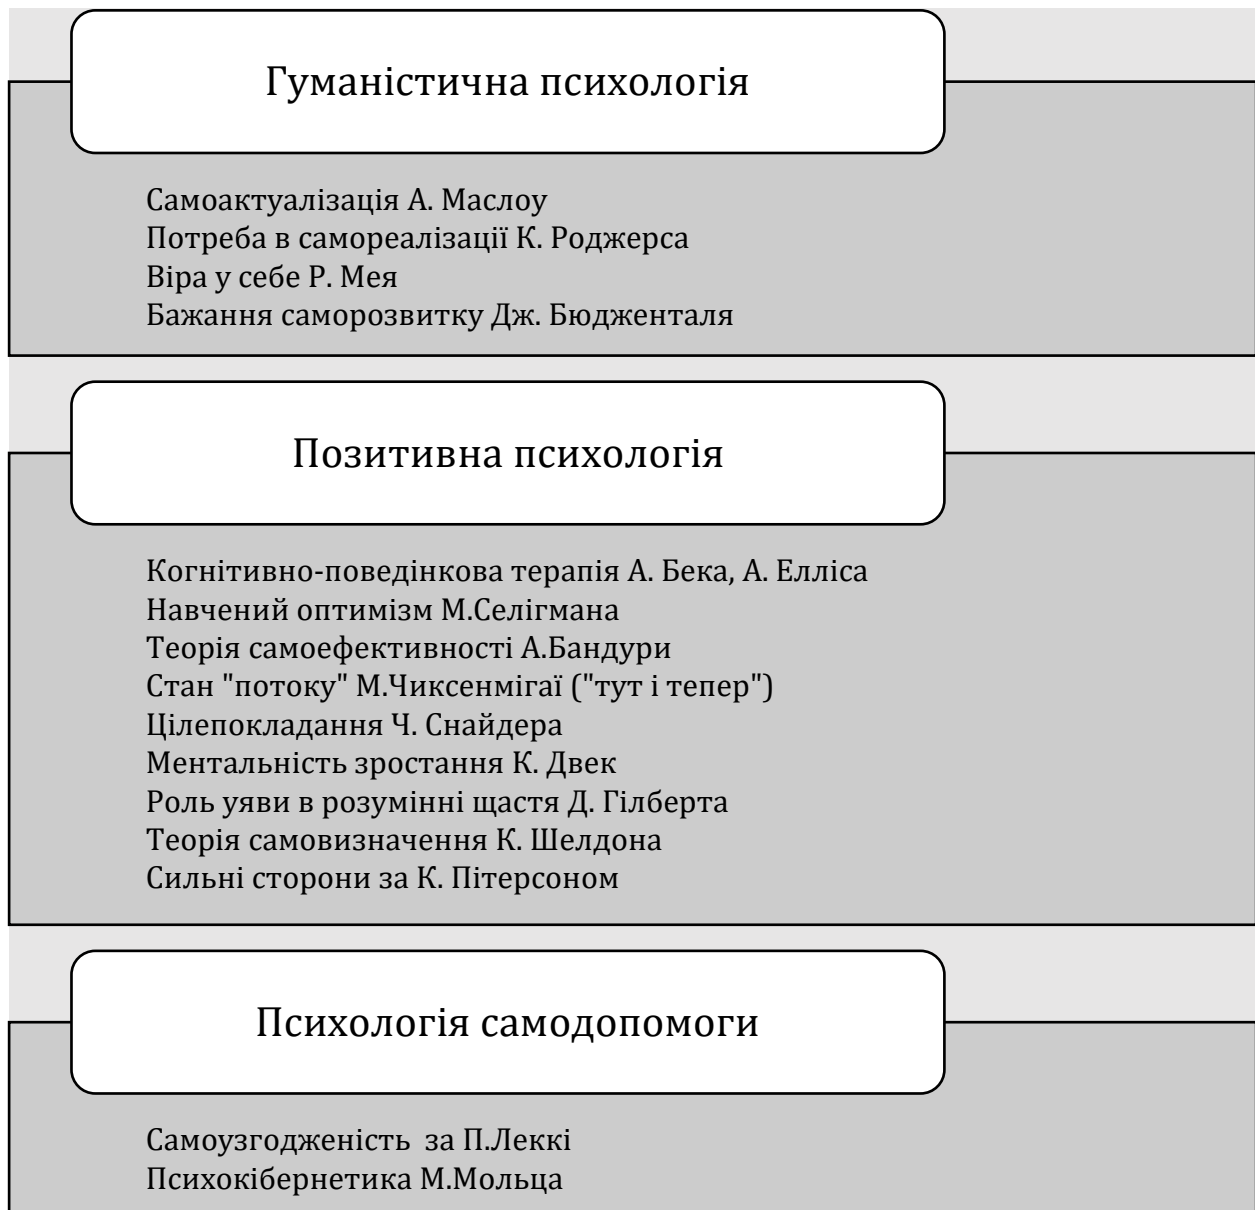 Гуманістична психологія
Самоактуалізація А. Маслоу
Потреба в самореалізації К. Роджерса
Віра у себе Р. Мея
Бажання саморозвитку Дж. Бюдженталя
Позитивна психологія
Когнітивно-поведінкова терапія А. Бека, А. Елліса
Навчений оптимізм М.Селігмана
Теорія самоефективності А.Бандури
Стан "потоку" М.Чиксенмігаї ("тут і тепер")
Цілепокладання Ч. Снайдера
Ментальність зростання К. Двек
Роль уяви в розумінні щастя Д. Гілберта
Теорія самовизначення К. Шелдона
Сильні сторони за К. Пітерсоном
Психологія самодопомоги
Самоузгодженість  за П.Леккі
Психокібернетика М.Мольца